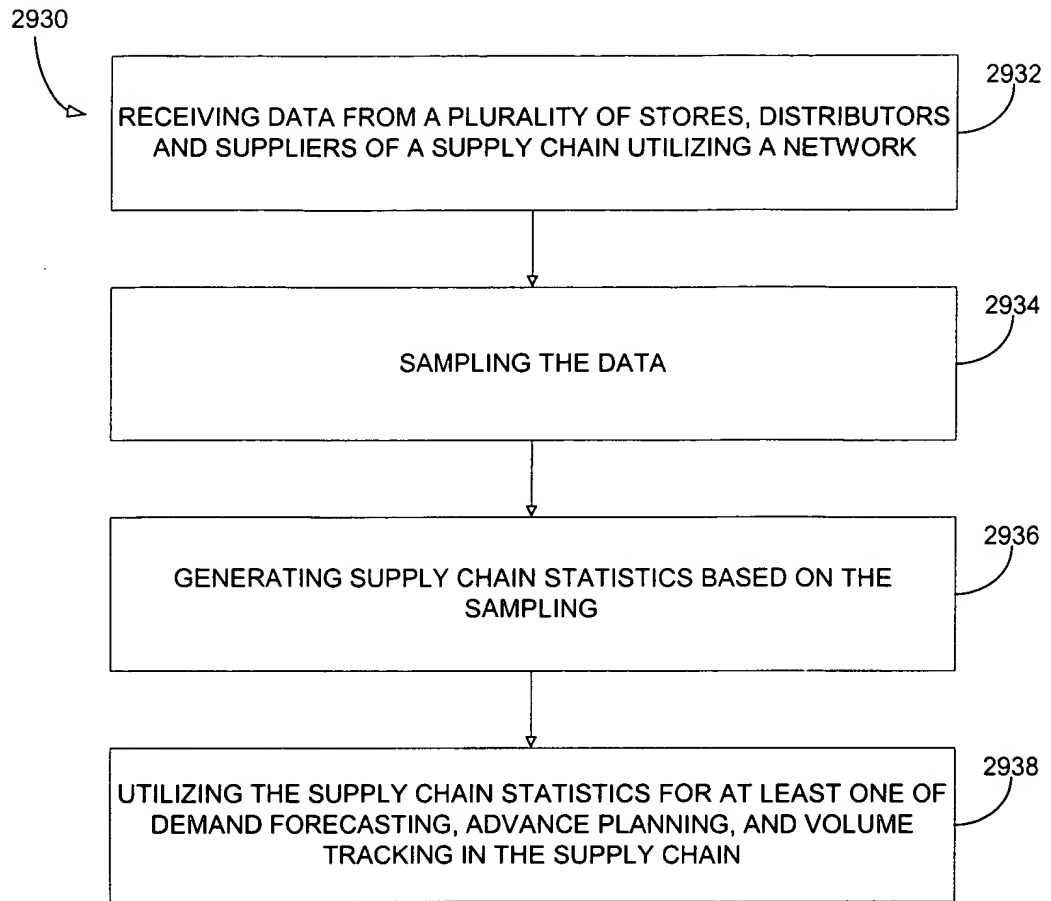 2930
2932
RECEIVING DATA FROM A PLURALITY OF STORES, DISTRIBUTORS
AND SUPPLIERS OF A SUPPLY CHAIN UTILIZING A NETWORK
2934
SAMPLING THE DATA
2936
GENERATING SUPPLY CHAIN STATISTICS BASED ON THE
SAMPLING
2938
UTILIZING THE SUPPLY CHAIN STATISTICS FOR AT LEAST ONE OF
DEMAND FORECASTING, ADVANCE PLANNING, AND VOLUME
TRACKING IN THE SUPPLY CHAIN